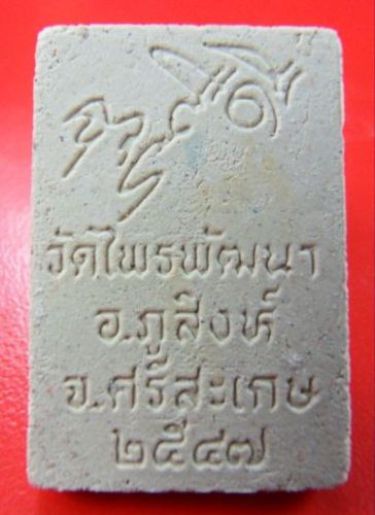 วัดไพรพัฒนา
อ.ภูสิงห์
จ.ศรีสะเกษ
๒๕๔๗